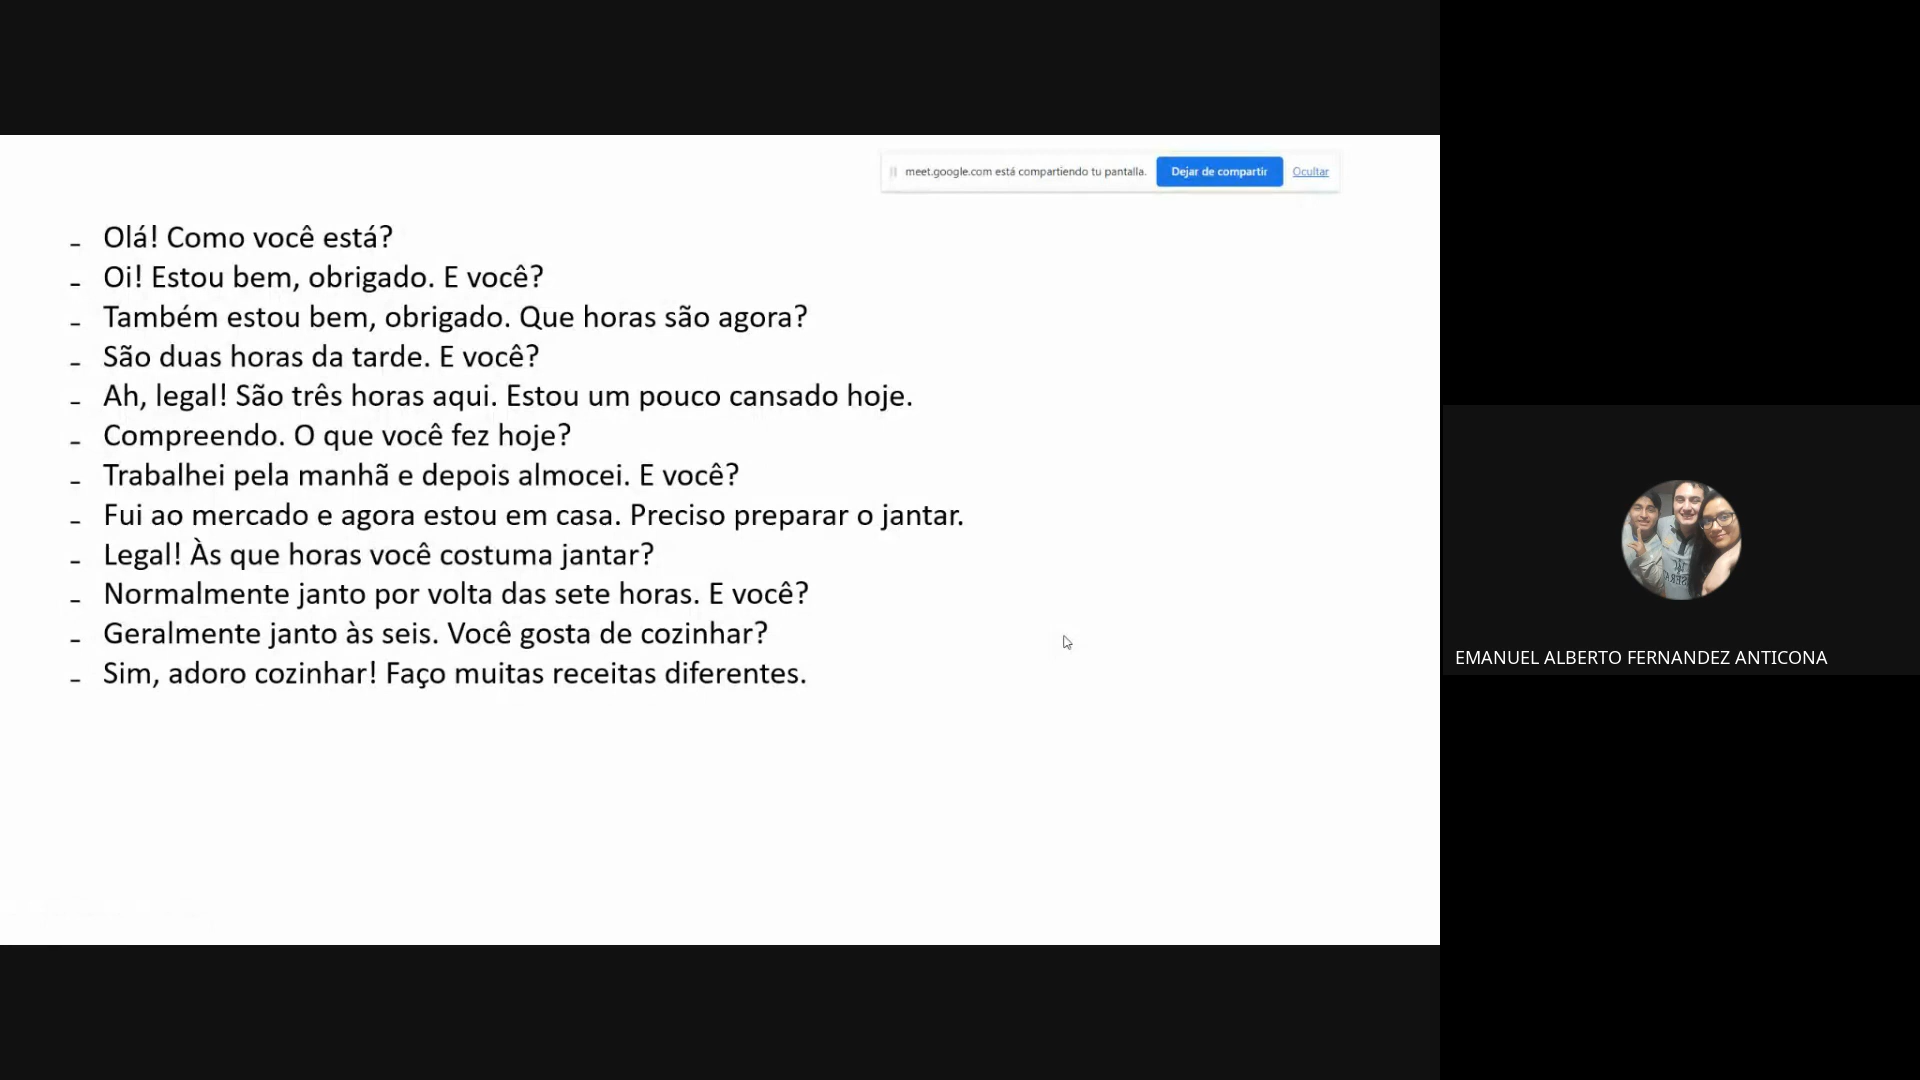 meet.google.com está compartiendo tu pantalla. Dejar de compartir Ocultar
- Olá! Como você está?
- Oi! Estou bem, obrigado. E você?
- Também estou bem, obrigado. Que horas são agora?
- São duas horas da tarde. E você?
- Ah, legal! São três horas aqui. Estou um pouco cansado hoje.
- Compreendo. O que você fez hoje?
- Trabalhei pela manhã e depois almocei. E você?
- Fui ao mercado e agora estou em casa. Preciso preparar o jantar.
- Legal! Às que horas você costuma jantar?
- Normalmente janto por volta das sete horas. E você?
- Geralmente janto às seis. Você gosta de cozinhar?
- Sim, adoro cozinhar! Faço muitas receitas diferentes.
EMANUEL ALBERTO FERNANDEZ ANTICONA